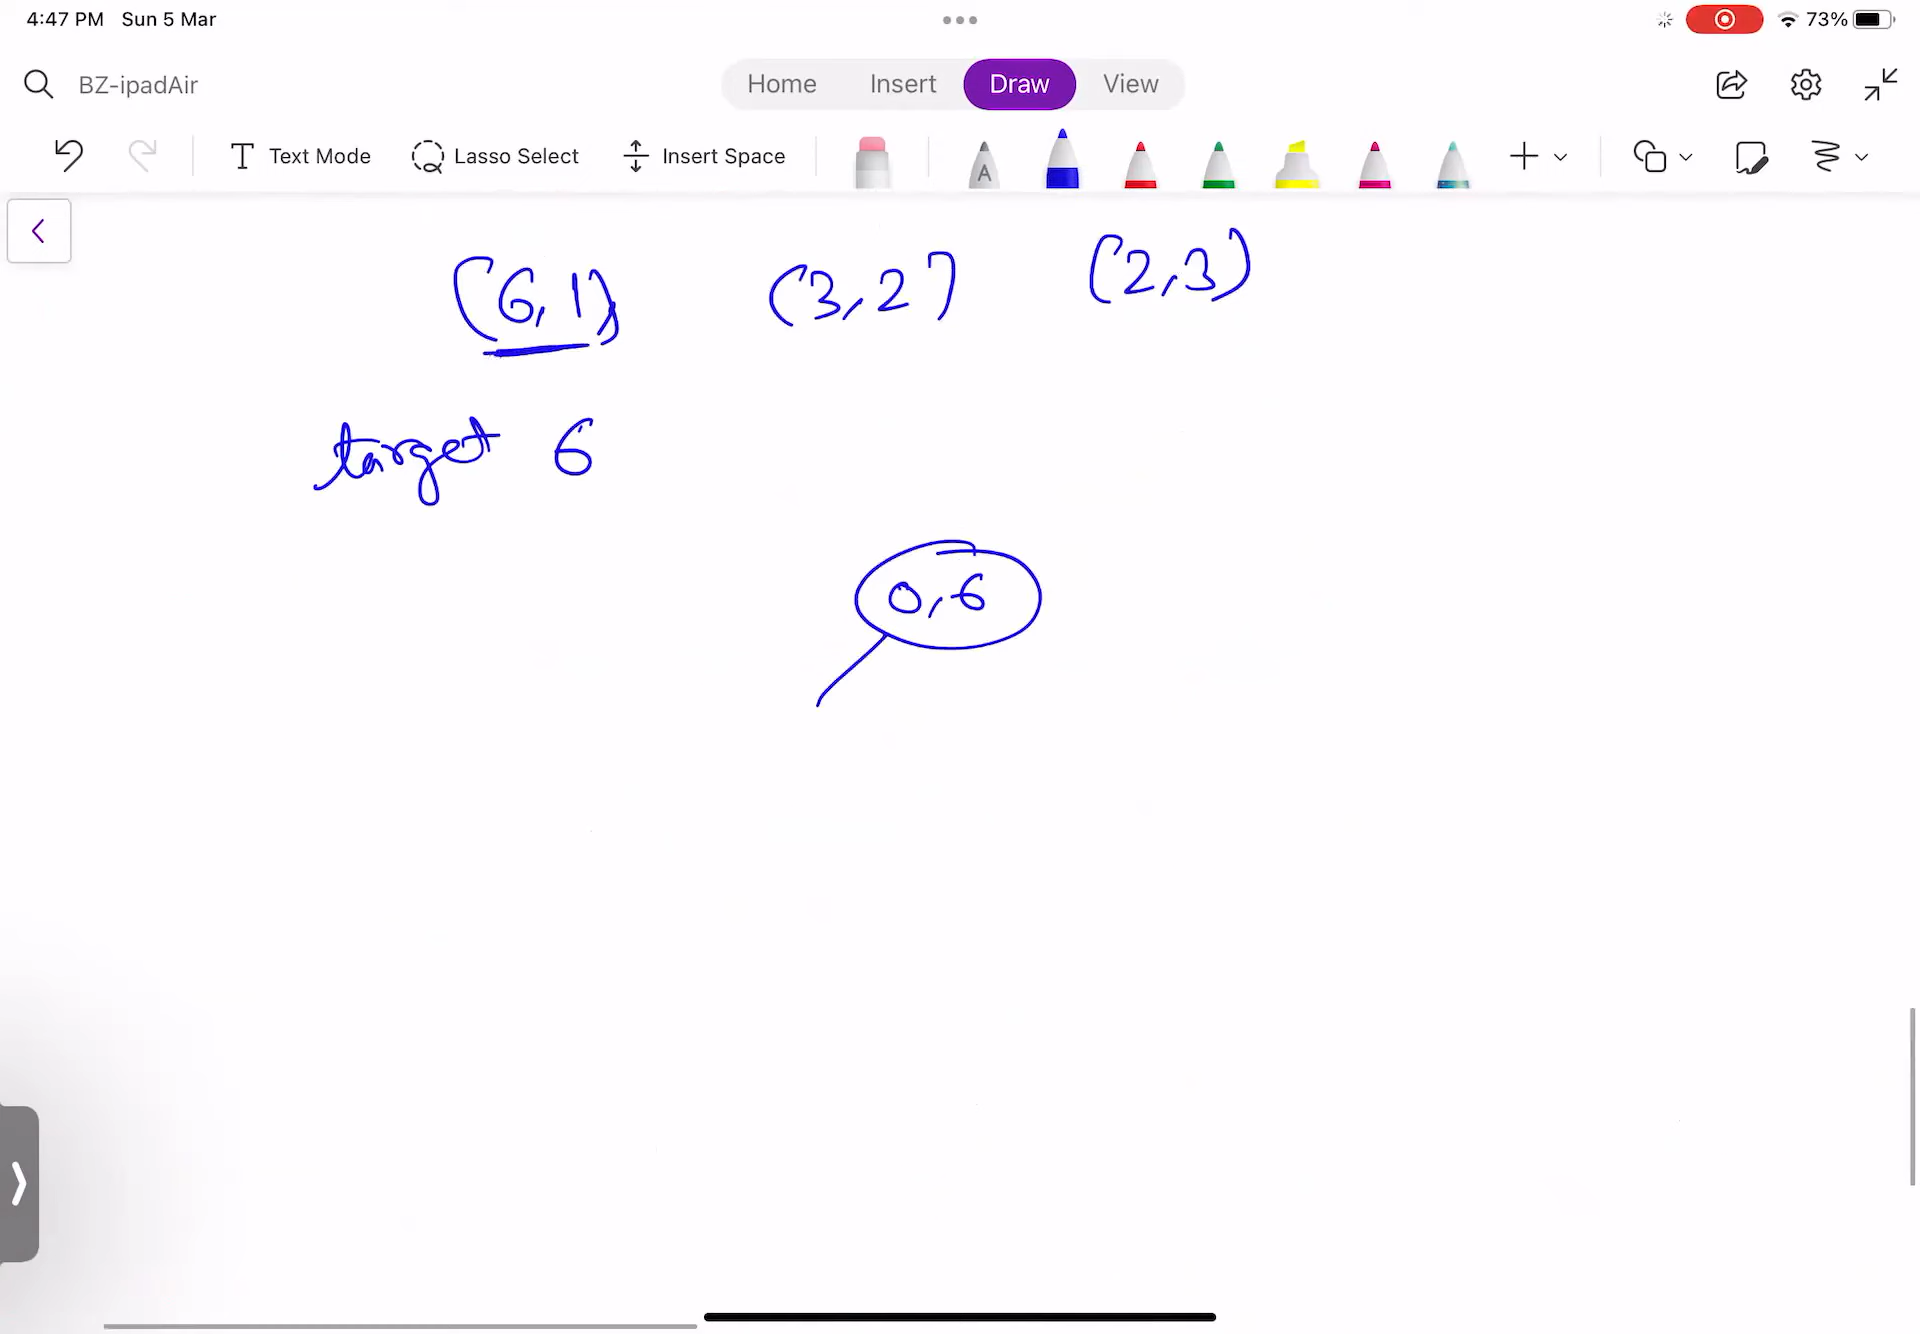 4:47 PM Sun 5 Mar 73%
BZ-ipadAir Home Insert Draw View
T Text Mode Lasso Select Insert Space A
(6,1) (3,2) (2,3)
target 6
0,6